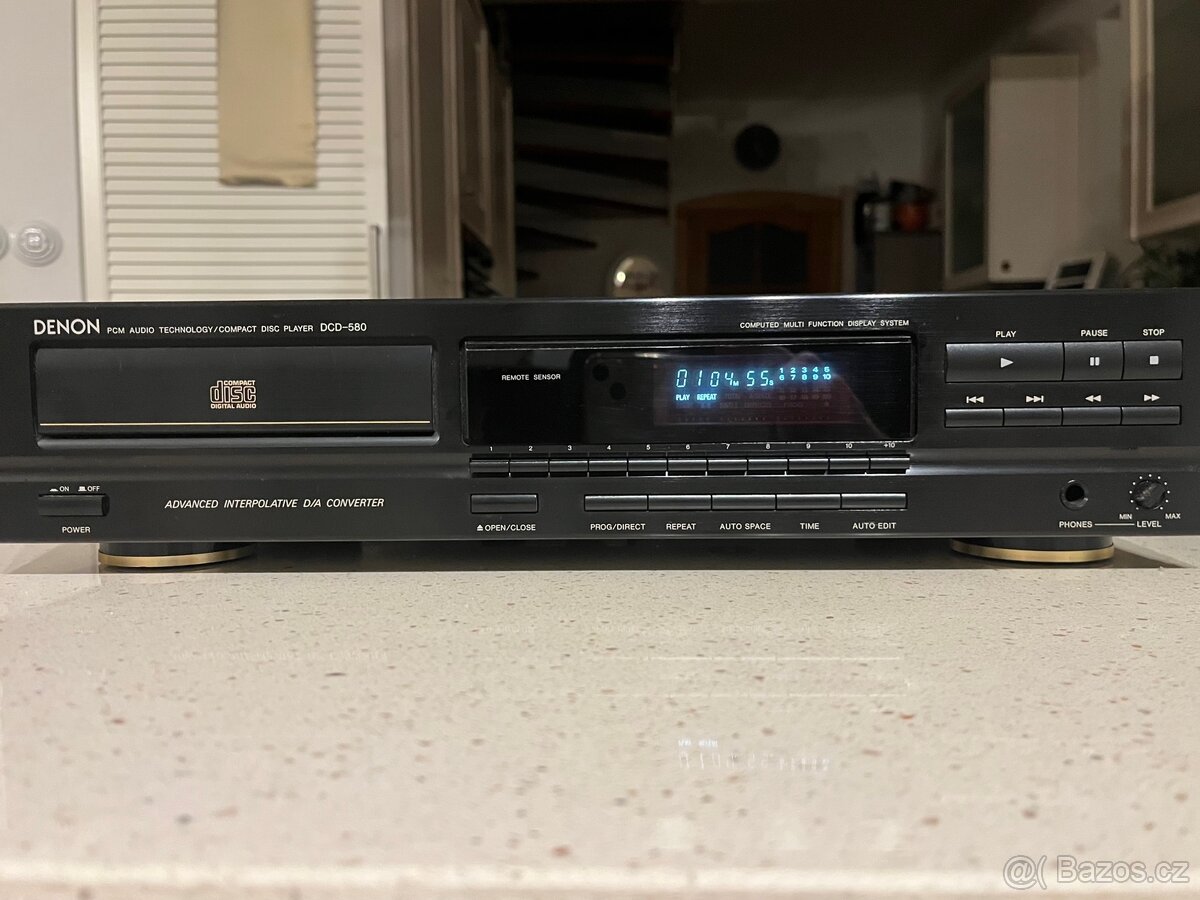 DENON PCM AUDIO TECHNOLOGY/COMPACT DISC PLAYER DCD-580
COMPUTED MULTI FUNCTION DISPLAY SYSTEM
PLAY PAUSE STOP
COMPACT
disc
DIGITAL AUDIO
REMOTE SENSOR
0104M 55S
1 2 3 4 5
6 7 8 9 10
PLAY REPEAT
1 2 3 4 5 6 7 8 9 10 +10
ON OFF
POWER
ADVANCED INTERPOLATIVE D/A CONVERTER
OPEN/CLOSE
PROG/DIRECT REPEAT AUTO SPACE TIME AUTO EDIT
PHONES MIN LEVEL MAX
@( Bazos.cz